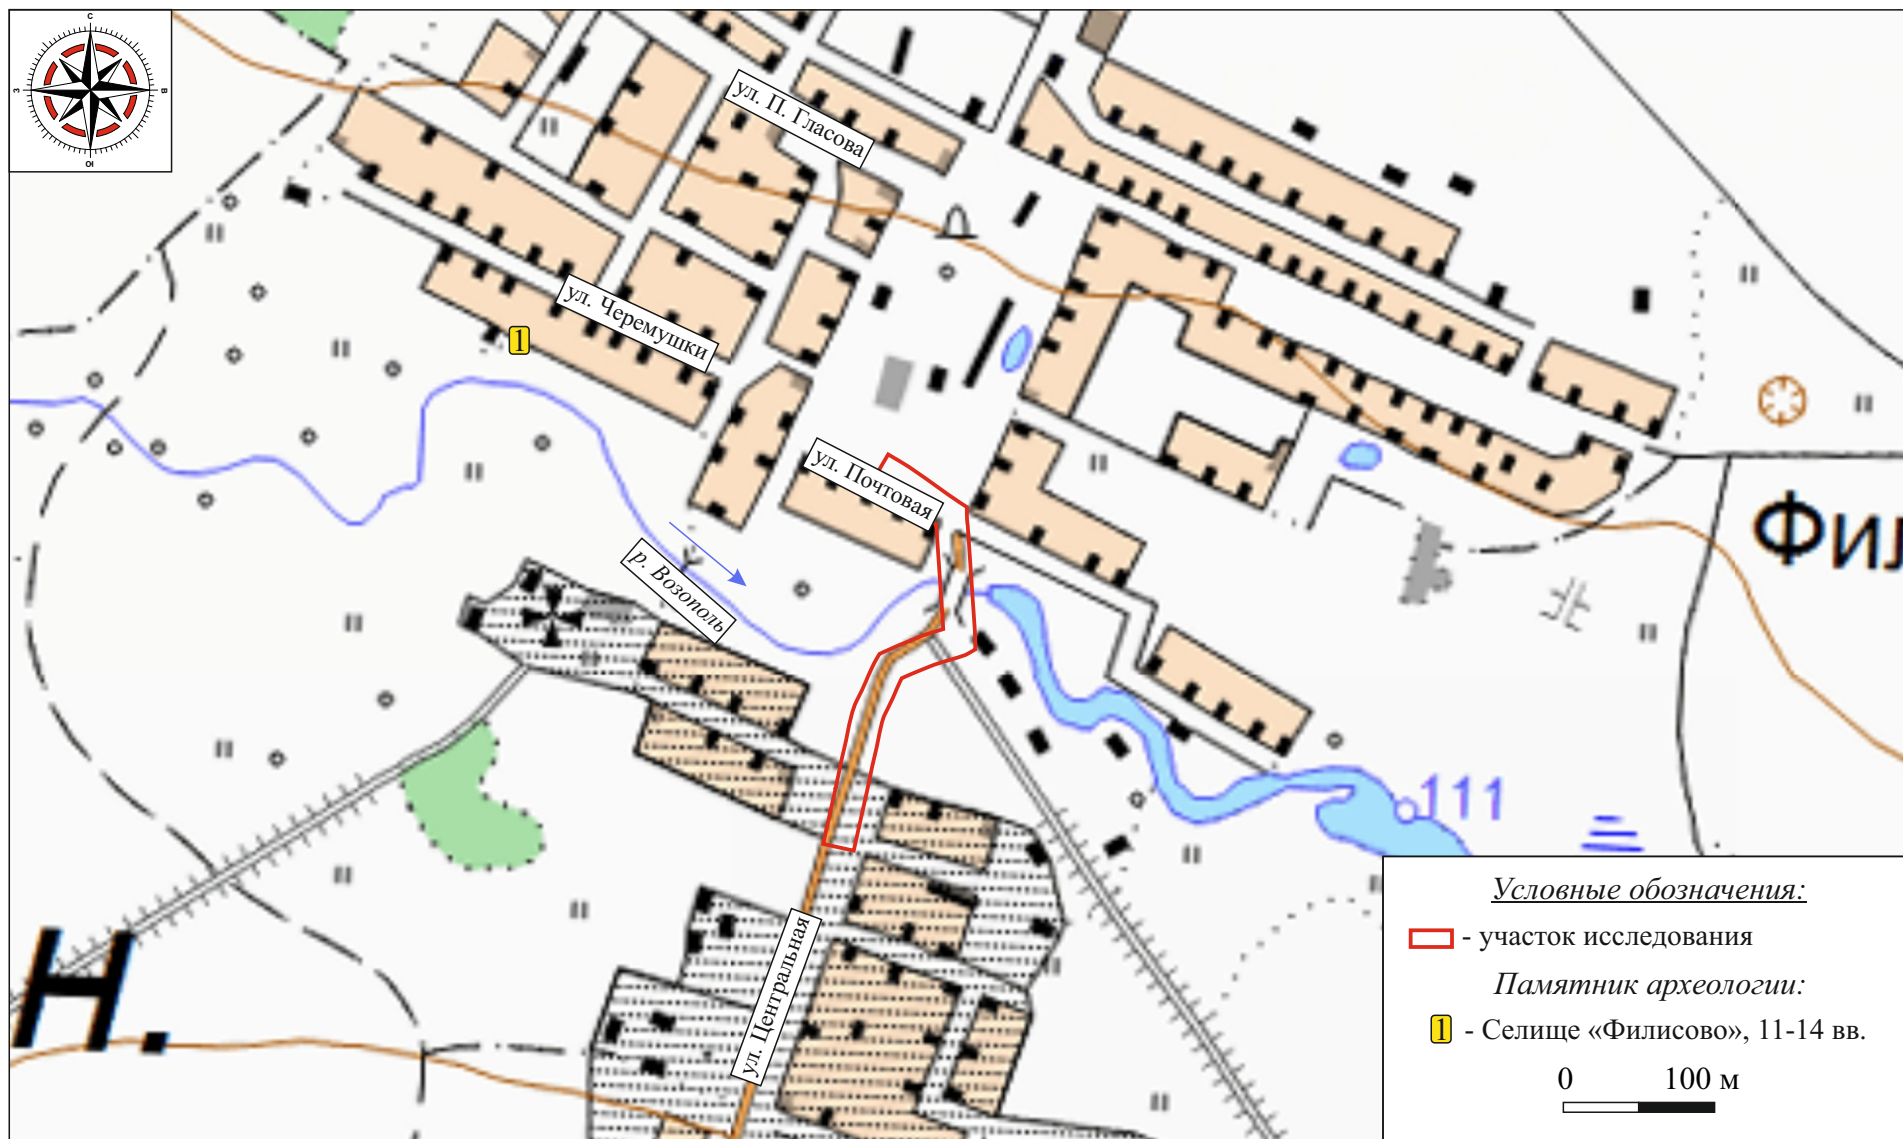 С
З
В
Ю
ул. П. Гласова
ул. Черемушки
1
ул. Почтовая
р. Возополь
Фил
111
Н.
ул. Центральная
Условные обозначения:
- участок исследования
Памятник археологии:
1 - Селище «Филисово», 11-14 вв.
0 100 м